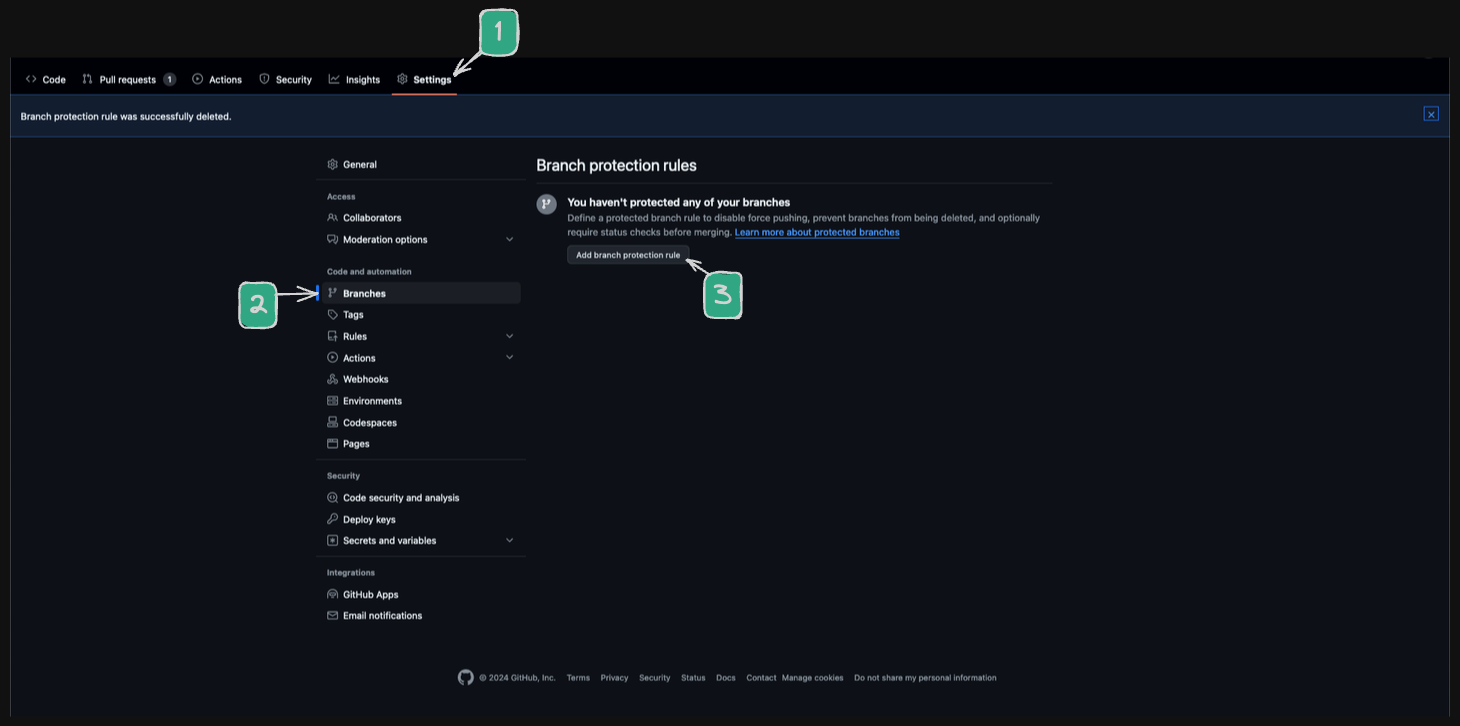 1
Code Pull requests 1 Actions Security Insights Settings
Branch protection rule was successfully deleted.
General
Access
Collaborators
Moderation options
Code and automation
2
Branches
Tags
Rules
Actions
Webhooks
Environments
Codespaces
Pages
Security
Code security and analysis
Deploy keys
Secrets and variables
Integrations
GitHub Apps
Email notifications
Branch protection rules
You haven't protected any of your branches
Define a protected branch rule to disable force pushing, prevent branches from being deleted, and optionally
require status checks before merging. Learn more about protected branches
Add branch protection rule
3
© 2024 GitHub, Inc. Terms Privacy Security Status Docs Contact Manage cookies Do not share my personal information